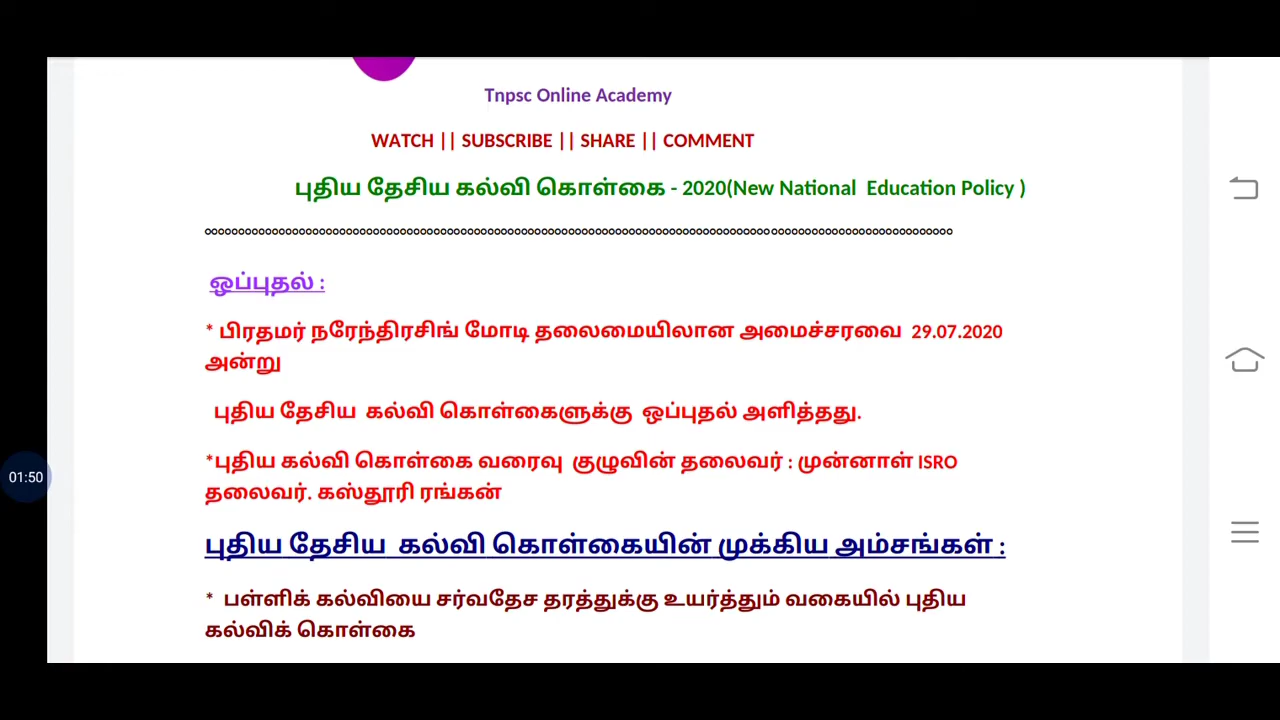 Tnpsc Online Academy
WATCH || SUBSCRIBE || SHARE || COMMENT
புதிய தேசிய கல்வி கொள்கை - 2020(New National Education Policy )
ஒப்புதல் :
* பிரதமர் நரேந்திரசிங் மோடி தலைமையிலான அமைச்சரவை 29.07.2020
அன்று
புதிய தேசிய கல்வி கொள்கைளுக்கு ஒப்புதல் அளித்தது.
*புதிய கல்வி கொள்கை வரைவு குழுவின் தலைவர் : முன்னாள் ISRO
தலைவர். கஸ்தூரி ரங்கன்
01:50
புதிய தேசிய கல்வி கொள்கையின் முக்கிய அம்சங்கள் :
* பள்ளிக் கல்வியை சர்வதேச தரத்துக்கு உயர்த்தும் வகையில் புதிய
கல்விக் கொள்கை